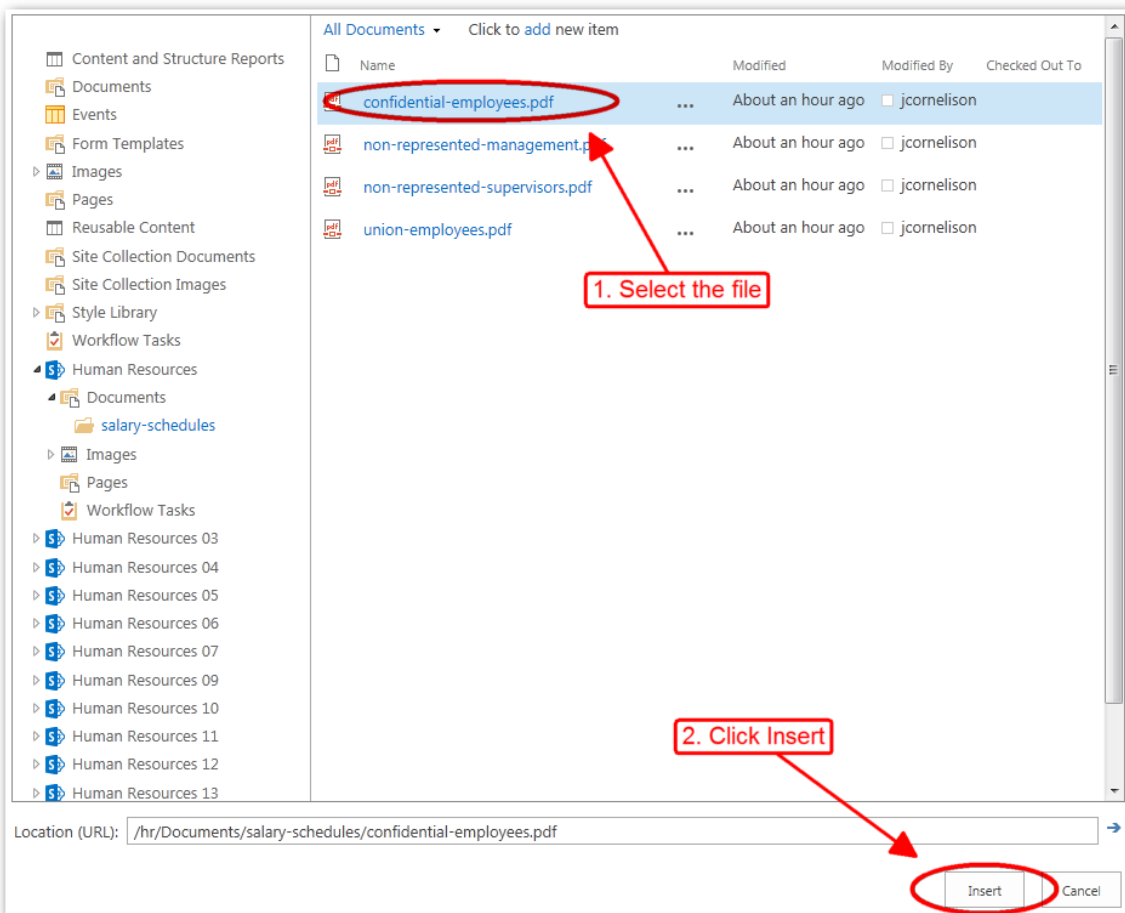 Content and Structure Reports
Documents
Events
Form Templates
Images
Pages
Reusable Content
Site Collection Documents
Site Collection Images
Style Library
Workflow Tasks
Human Resources
Documents
salary-schedules
Images
Pages
Workflow Tasks
Human Resources 03
Human Resources 04
Human Resources 05
Human Resources 06
Human Resources 07
Human Resources 09
Human Resources 10
Human Resources 11
Human Resources 12
Human Resources 13
All Documents Click to add new item
Name Modified Modified By Checked Out To
confidential-employees.pdf ... About an hour ago jcornelison
non-represented-management.pdf ... About an hour ago jcornelison
non-represented-supervisors.pdf ... About an hour ago jcornelison
union-employees.pdf ... About an hour ago jcornelison
1. Select the file
2. Click Insert
Location (URL): /hr/Documents/salary-schedules/confidential-employees.pdf
Insert Cancel